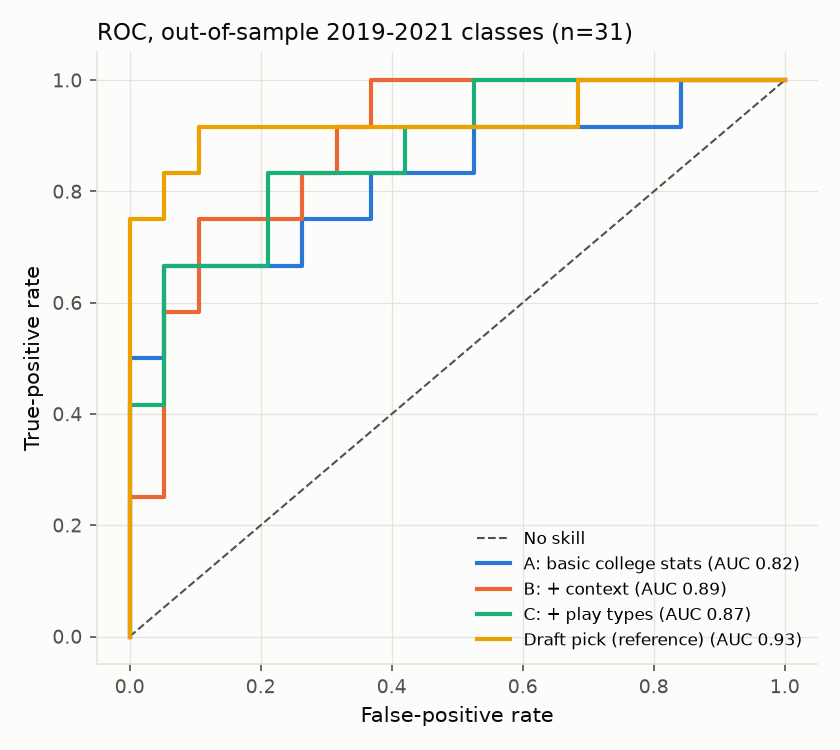 ROC, out-of-sample 2019-2021 classes (n=31)
True-positive rate
1.0
0.8
0.6
0.4
0.2
0.0
0.0 0.2 0.4 0.6 0.8 1.0
False-positive rate
No skill
A: basic college stats (AUC 0.82)
B: + context (AUC 0.89)
C: + play types (AUC 0.87)
Draft pick (reference) (AUC 0.93)